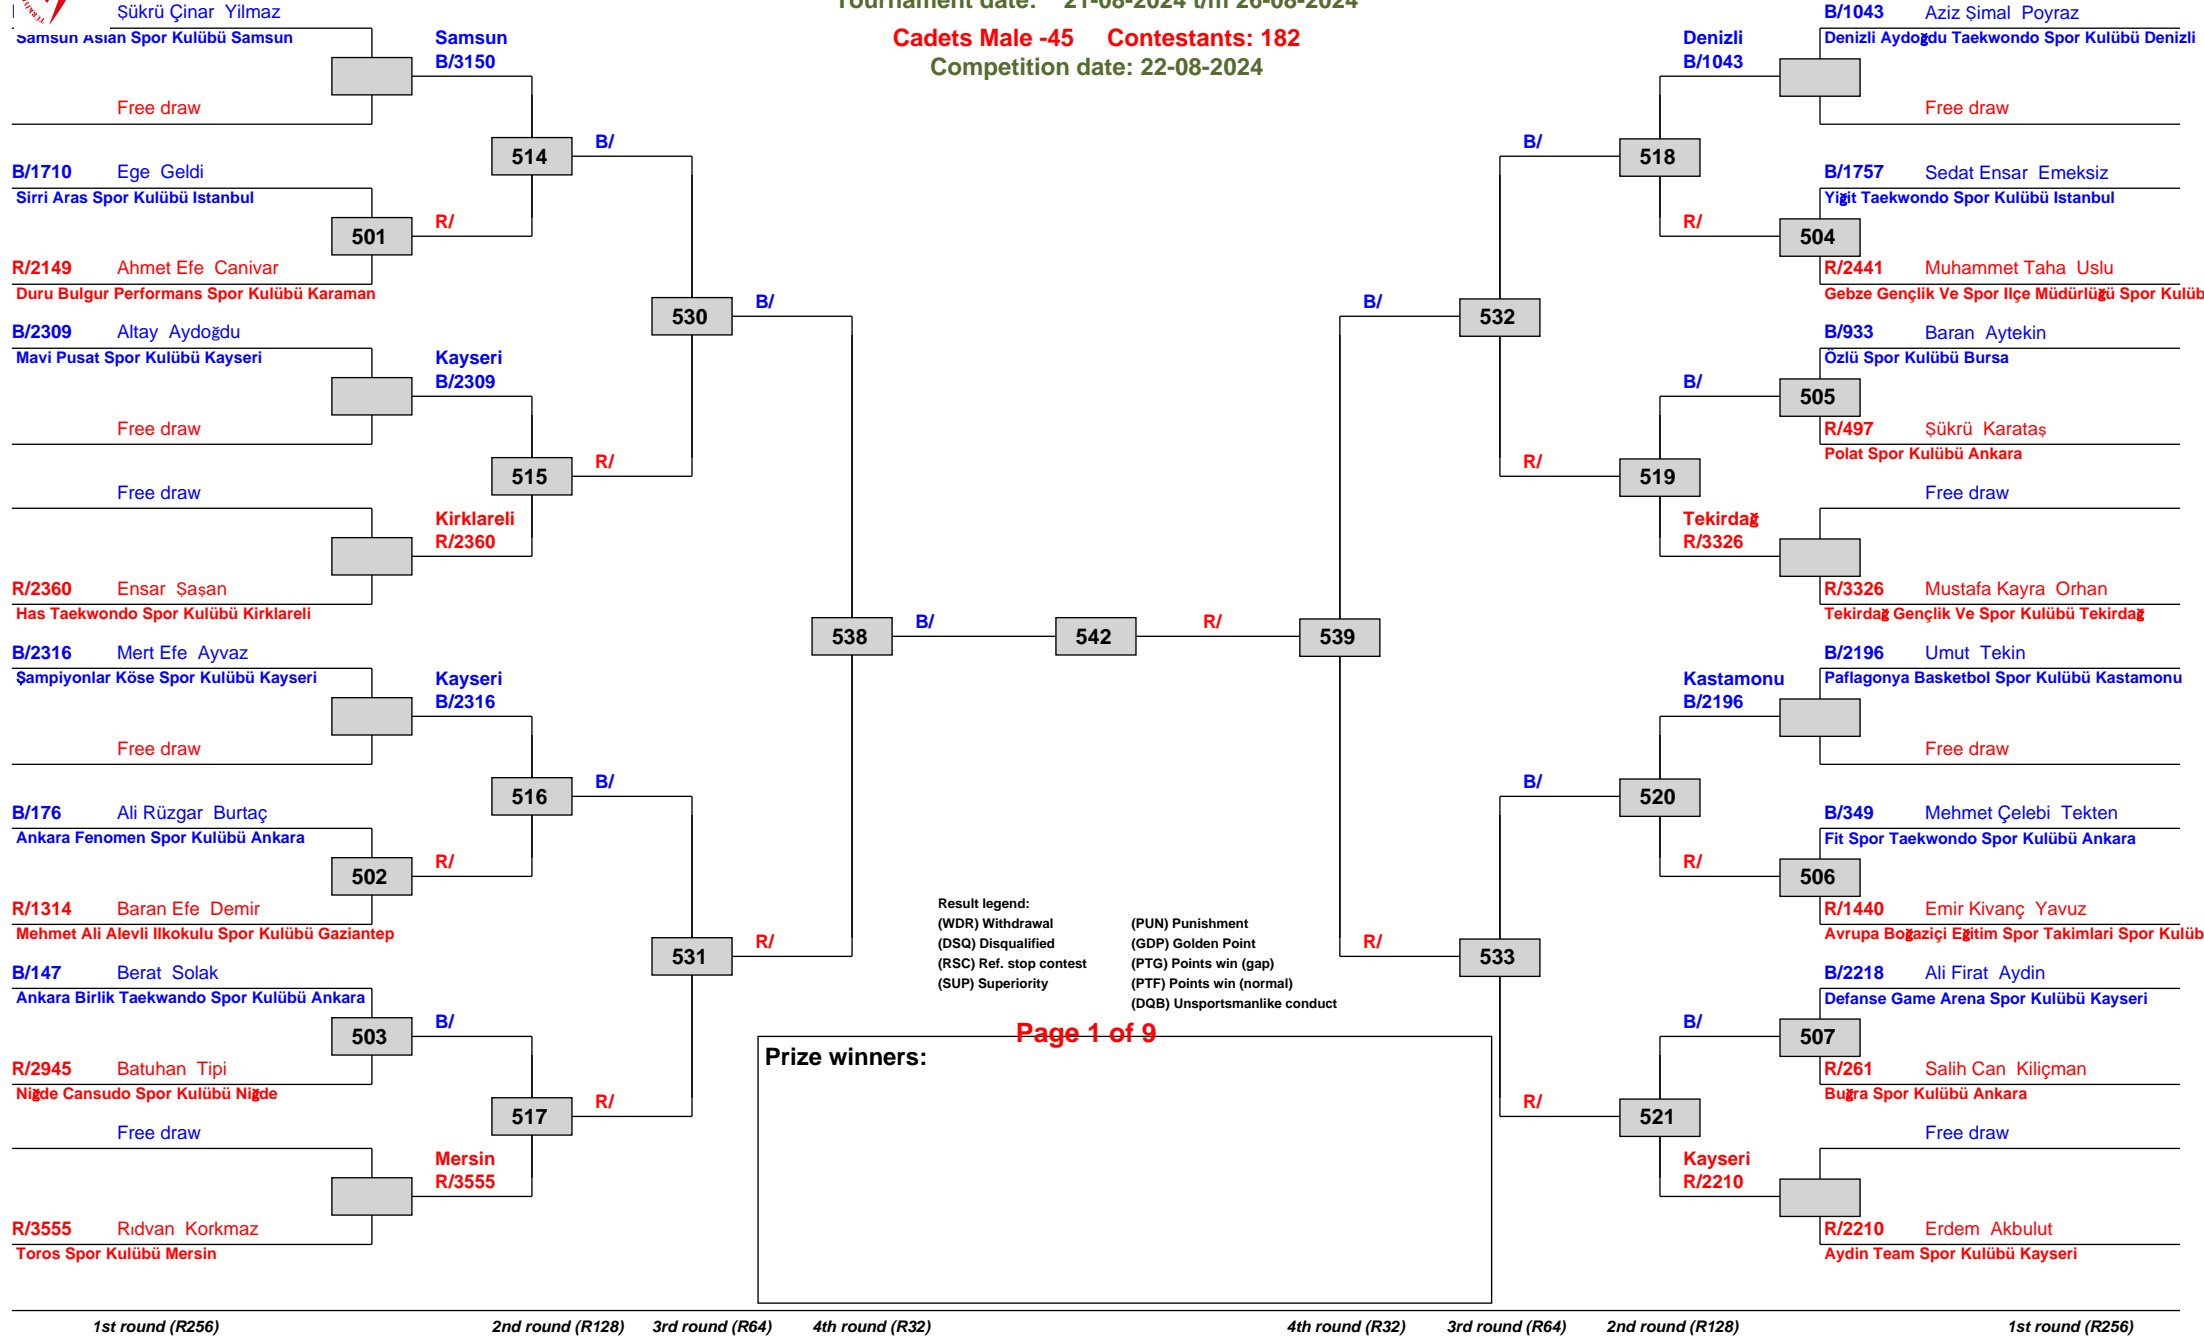 Tournament date: 21-08-2024 t/m 26-08-2024
Cadets Male -45 Contestants: 182
Competition date: 22-08-2024
Şükrü Çinar Yilmaz
Samsun Aslan Spor Kulübü Samsun
Free draw
B/1710 Ege Geldi
Sirri Aras Spor Kulübü Istanbul
501
R/2149 Ahmet Efe Canivar
Duru Bulgur Performans Spor Kulübü Karaman
B/2309 Altay Aydoğdu
Mavi Pusat Spor Kulübü Kayseri
Free draw
Free draw
R/2360 Ensar Şaşan
Has Taekwondo Spor Kulübü Kirklareli
B/2316 Mert Efe Ayvaz
Şampiyonlar Köse Spor Kulübü Kayseri
Free draw
B/176 Ali Rüzgar Burtaç
Ankara Fenomen Spor Kulübü Ankara
502
R/1314 Baran Efe Demir
Mehmet Ali Alevli Ilkokulu Spor Kulübü Gaziantep
B/147 Berat Solak
Ankara Birlik Taekwando Spor Kulübü Ankara
503
R/2945 Batuhan Tipi
Niğde Cansudo Spor Kulübü Niğde
Free draw
R/3555 Rıdvan Korkmaz
Toros Spor Kulübü Mersin
Samsun
B/3150
514
R/
Kayseri
B/2309
515
Kirklareli
R/2360
Kayseri
B/2316
516
R/
B/
517
Mersin
R/3555
B/
530
R/
B/
531
R/
B/
538
R/
B/
542
R/
539
B/
R/
B/
532
R/
B/
533
R/
Denizli
B/1043
518
R/
B/
519
Tekirdağ
R/3326
Kastamonu
B/2196
520
R/
B/
521
Kayseri
R/2210
B/1043 Aziz Şimal Poyraz
Denizli Aydoğdu Taekwondo Spor Kulübü Denizli
Free draw
B/1757 Sedat Ensar Emeksiz
Yiğit Taekwondo Spor Kulübü Istanbul
504
R/2441 Muhammet Taha Uslu
Gebze Gençlik Ve Spor Ilçe Müdürlüğü Spor Kulüb
B/933 Baran Aytekin
Özlü Spor Kulübü Bursa
505
R/497 Şükrü Karataş
Polat Spor Kulübü Ankara
Free draw
R/3326 Mustafa Kayra Orhan
Tekirdağ Gençlik Ve Spor Kulübü Tekirdağ
B/2196 Umut Tekin
Paflagonya Basketbol Spor Kulübü Kastamonu
Free draw
B/349 Mehmet Çelebi Tekten
Fit Spor Taekwondo Spor Kulübü Ankara
506
R/1440 Emir Kivanç Yavuz
Avrupa Boğaziçi Eğitim Spor Takimlari Spor Kulüb
B/2218 Ali Firat Aydin
Defanse Game Arena Spor Kulübü Kayseri
507
R/261 Salih Can Kiliçman
Buğra Spor Kulübü Ankara
Free draw
R/2210 Erdem Akbulut
Aydin Team Spor Kulübü Kayseri
Result legend:
(WDR) Withdrawal (PUN) Punishment
(DSQ) Disqualified (GDP) Golden Point
(RSC) Ref. stop contest (PTG) Points win (gap)
(SUP) Superiority (PTF) Points win (normal)
(DQB) Unsportsmanlike conduct
Page 1 of 9
Prize winners:
1st round (R256) 2nd round (R128) 3rd round (R64) 4th round (R32) 4th round (R32) 3rd round (R64) 2nd round (R128) 1st round (R256)